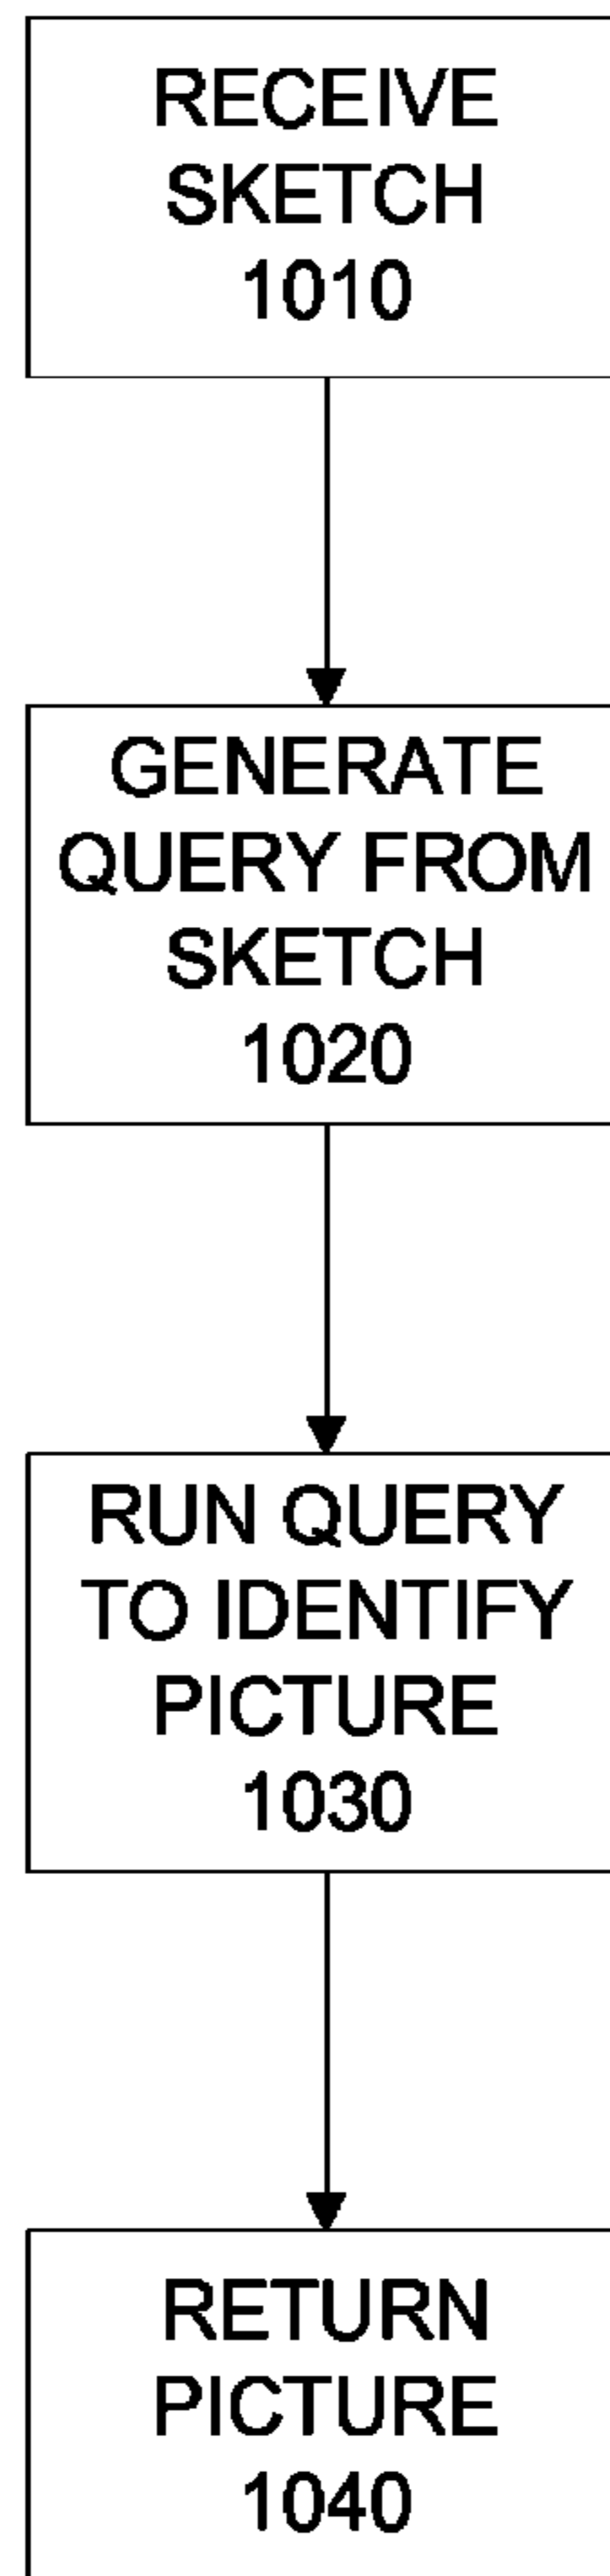 RECEIVE
SKETCH
1010
GENERATE
QUERY FROM
SKETCH
1020
RUN QUERY
TO IDENTIFY
PICTURE
1030
RETURN
PICTURE
1040